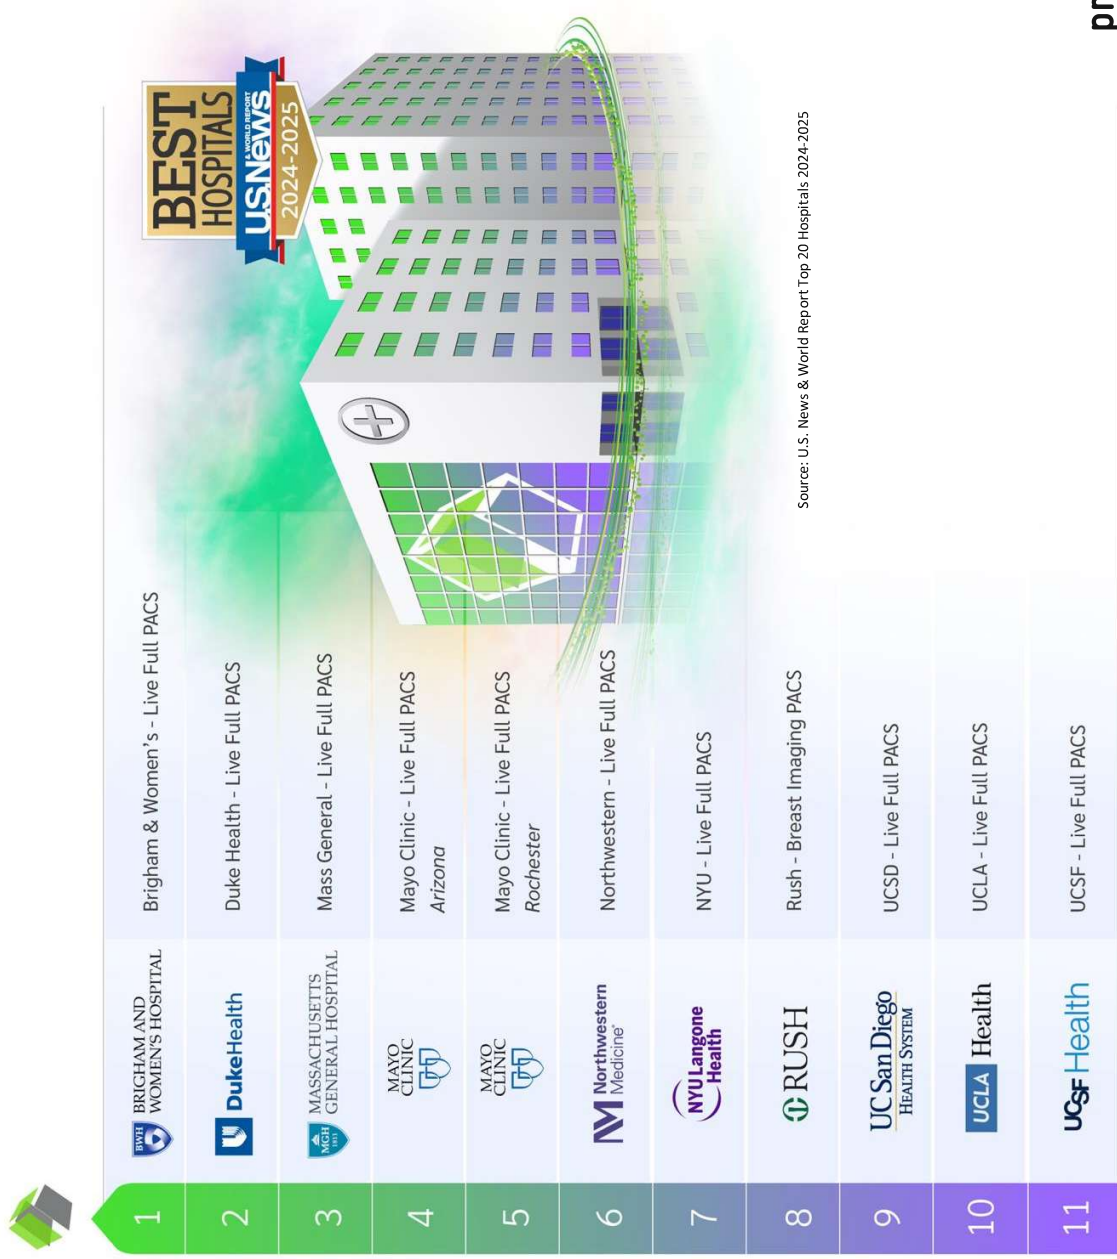 BEST
HOSPITALS
U.S.News
& WORLD REPORT
2024-2025
1
BWH
BRIGHAM AND
WOMEN'S HOSPITAL
Brigham & Women's - Live Full PACS
2
DukeHealth
Duke Health - Live Full PACS
3
MGH
1811
MASSACHUSETTS
GENERAL HOSPITAL
Mass General - Live Full PACS
4
MAYO
CLINIC
Mayo Clinic - Live Full PACS
Arizona
5
MAYO
CLINIC
Mayo Clinic - Live Full PACS
Rochester
6
Northwestern
Medicine®
Northwestern - Live Full PACS
7
NYU Langone
Health
NYU - Live Full PACS
8
RUSH
Rush - Breast Imaging PACS
9
UC San Diego
HEALTH SYSTEM
UCSD - Live Full PACS
10
UCLA Health
UCLA - Live Full PACS
11
UCSF Health
UCSF - Live Full PACS
Source: U.S. News & World Report Top 20 Hospitals 2024-2025